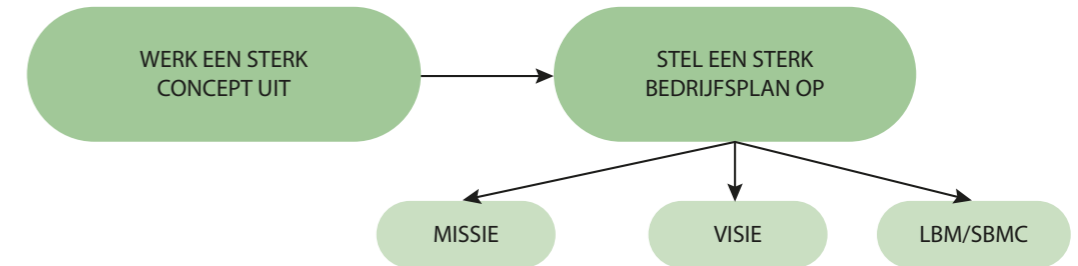 WERK EEN STERK
CONCEPT UIT
STEL EEN STERK
BEDRIJFSPLAN OP
MISSIE
VISIE
LBM/SBMC